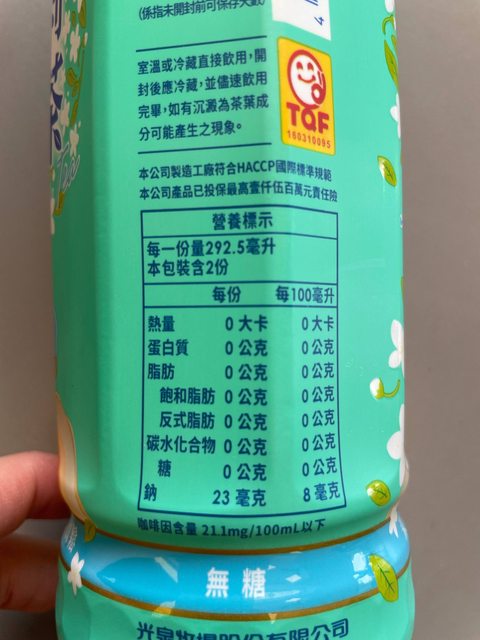 (係指未開封前可保存天數)
室溫或冷藏直接飲用,開
封後應冷藏,並儘速飲用
完畢,如有沉澱為茶葉成
分可能產生之現象。
TQF
160310095
本公司製造工廠符合HACCP國際標準規範
本公司產品已投保最高壹仟伍百萬元責任險
營養標示
每一份量292.5毫升
本包裝含2份
每份 每100毫升
熱量 0 大卡 0 大卡
蛋白質 0 公克 0 公克
脂肪 0 公克 0 公克
飽和脂肪 0 公克 0 公克
反式脂肪 0 公克 0 公克
碳水化合物 0 公克 0 公克
糖 0 公克 0 公克
鈉 23 毫克 8 毫克
咖啡因含量 21.1mg/100mL以下
無糖
光泉牧場股份有限公司